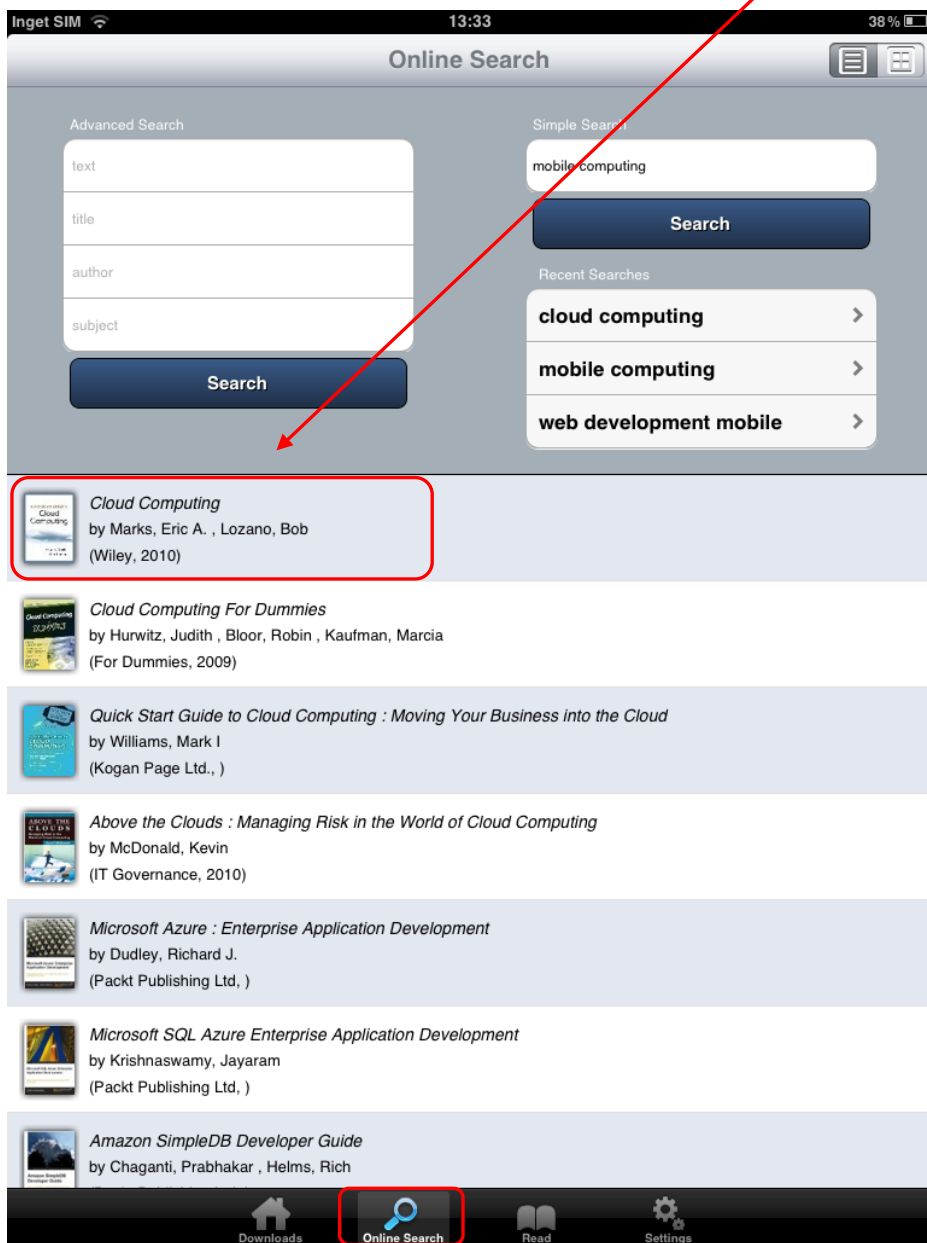 Inget SIM 13:33 38%
Online Search
Advanced Search
text
title
author
subject
Search
Simple Search
mobile computing
Search
Recent Searches
cloud computing
mobile computing
web development mobile
Cloud Computing
by Marks, Eric A. , Lozano, Bob
(Wiley, 2010)
Cloud Computing For Dummies
by Hurwitz, Judith , Bloor, Robin , Kaufman, Marcia
(For Dummies, 2009)
Quick Start Guide to Cloud Computing : Moving Your Business into the Cloud
by Williams, Mark I
(Kogan Page Ltd., )
Above the Clouds : Managing Risk in the World of Cloud Computing
by McDonald, Kevin
(IT Governance, 2010)
Microsoft Azure : Enterprise Application Development
by Dudley, Richard J.
(Packt Publishing Ltd, )
Microsoft SQL Azure Enterprise Application Development
by Krishnaswamy, Jayaram
(Packt Publishing Ltd, )
Amazon SimpleDB Developer Guide
by Chaganti, Prabhakar , Helms, Rich
Downloads Online Search Read Settings